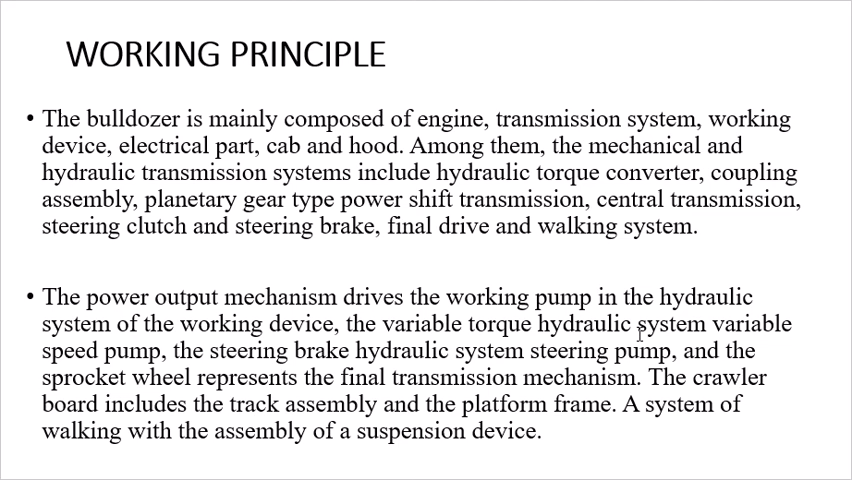 WORKING PRINCIPLE
• The bulldozer is mainly composed of engine, transmission system, working
device, electrical part, cab and hood. Among them, the mechanical and
hydraulic transmission systems include hydraulic torque converter, coupling
assembly, planetary gear type power shift transmission, central transmission,
steering clutch and steering brake, final drive and walking system.
• The power output mechanism drives the working pump in the hydraulic
system of the working device, the variable torque hydraulic system variable
speed pump, the steering brake hydraulic system steering pump, and the
sprocket wheel represents the final transmission mechanism. The crawler
board includes the track assembly and the platform frame. A system of
walking with the assembly of a suspension device.